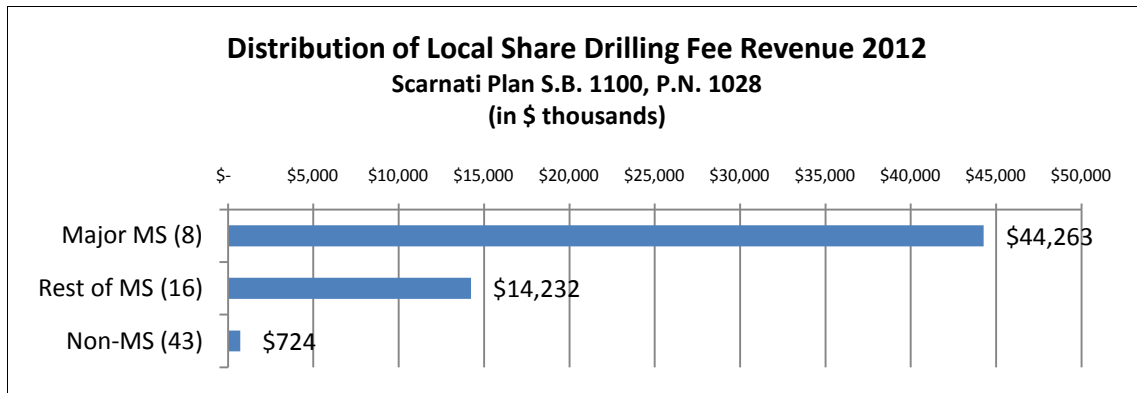 Distribution of Local Share Drilling Fee Revenue 2012
Scarnati Plan S.B. 1100, P.N. 1028
(in $ thousands)
$- $5,000 $10,000 $15,000 $20,000 $25,000 $30,000 $35,000 $40,000 $45,000 $50,000
Major MS (8) $44,263
Rest of MS (16) $14,232
Non-MS (43) $724